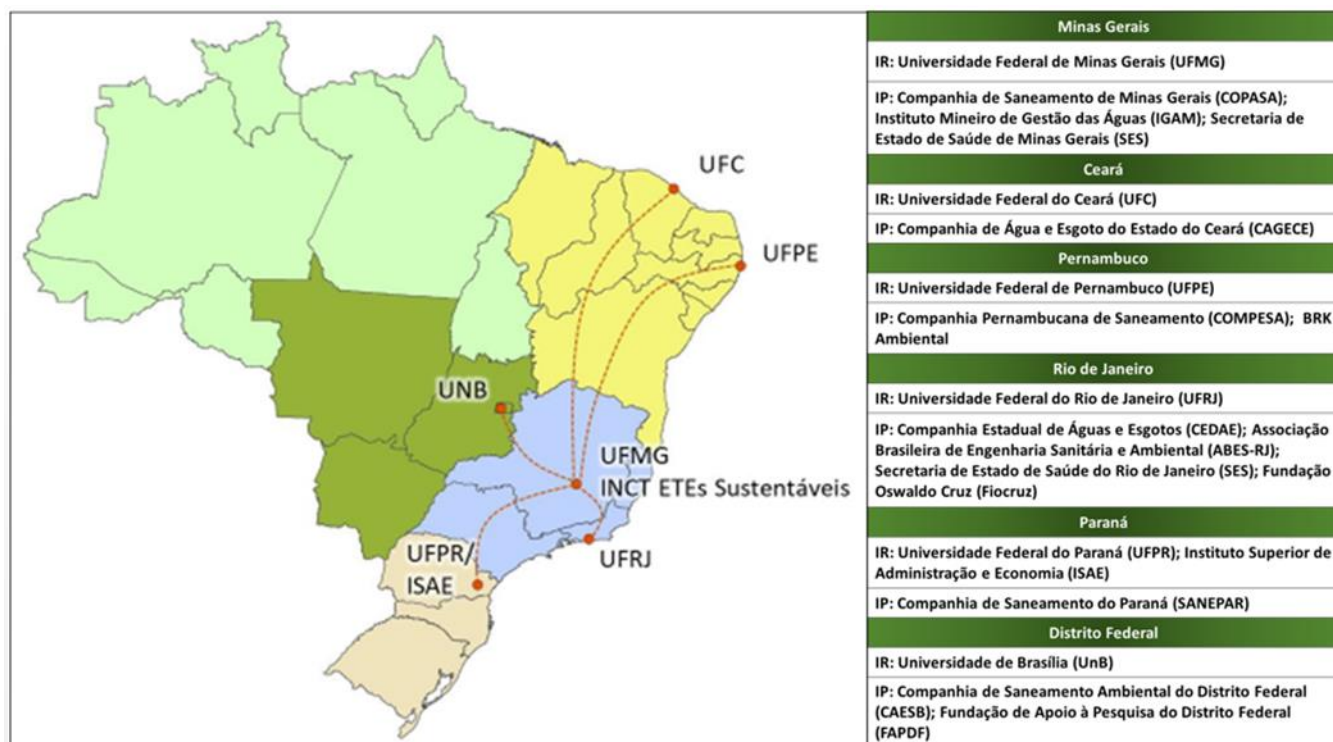 UFC
UFPE
UNB
UFMG
INCT ETEs Sustentáveis
UFPR/
ISAE
UFRJ
Minas Gerais
IR: Universidade Federal de Minas Gerais (UFMG)
IP: Companhia de Saneamento de Minas Gerais (COPASA);
Instituto Mineiro de Gestão das Águas (IGAM); Secretaria de
Estado de Saúde de Minas Gerais (SES)
Ceará
IR: Universidade Federal do Ceará (UFC)
IP: Companhia de Água e Esgoto do Estado do Ceará (CAGECE)
Pernambuco
IR: Universidade Federal de Pernambuco (UFPE)
IP: Companhia Pernambucana de Saneamento (COMPESA); BRK
Ambiental
Rio de Janeiro
IR: Universidade Federal do Rio de Janeiro (UFRJ)
IP: Companhia Estadual de Águas e Esgotos (CEDAE); Associação
Brasileira de Engenharia Sanitária e Ambiental (ABES-RJ);
Secretaria de Estado de Saúde do Rio de Janeiro (SES); Fundação
Oswaldo Cruz (Fiocruz)
Paraná
IR: Universidade Federal do Paraná (UFPR); Instituto Superior de
Administração e Economia (ISAE)
IP: Companhia de Saneamento do Paraná (SANEPAR)
Distrito Federal
IR: Universidade de Brasília (UnB)
IP: Companhia de Saneamento Ambiental do Distrito Federal
(CAESB); Fundação de Apoio à Pesquisa do Distrito Federal
(FAPDF)